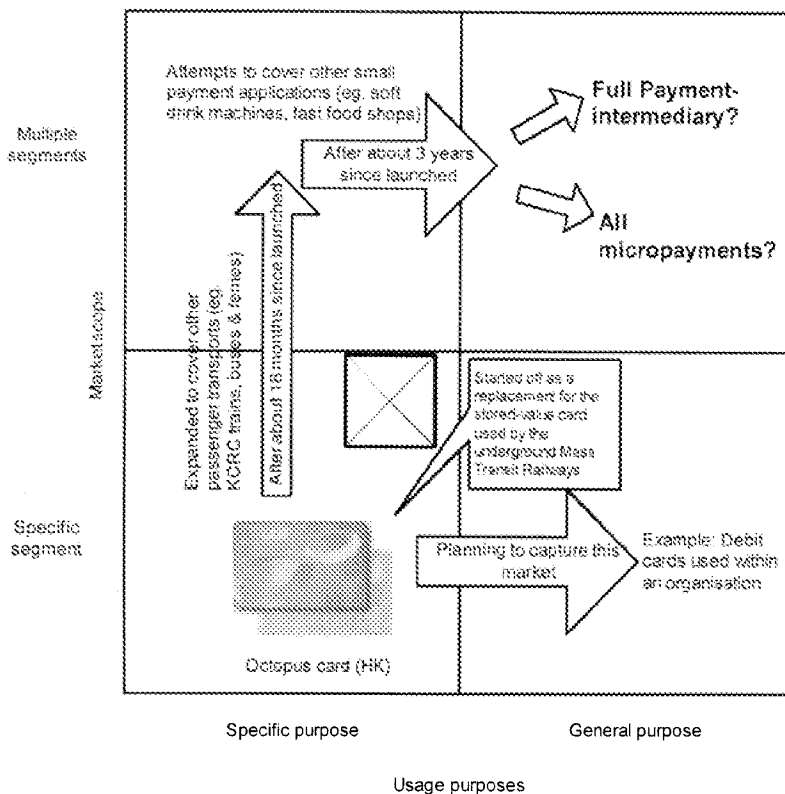 Attempts to cover other small
payment applications (eg. soft
drink machines, fast food shops)
Full Payment-
intermediary?
Multiple
segments
After about 3 years
since launched
All
micropayments?
Market scope
Expanded to cover other
passenger transports (eg.
KCRC trains, buses & ferries)
After about 18 months since launched
Started off as a
replacement for the
stored-value card
used by the
underground Mass
Transit Railways
Specific
segment
Planning to capture this
market
Example: Debit
cards used within
an organisation
Octopus card (HK)
Specific purpose
General purpose
Usage purposes